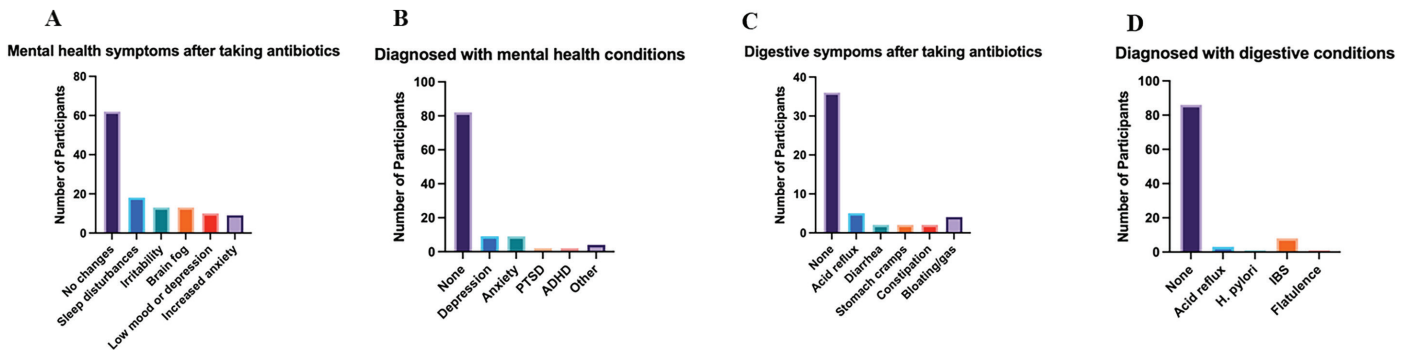 A
Mental health symptoms after taking antibiotics
Number of Participants
80
60
40
20
0
No changes
Sleep disturbances
Irritability
Brain fog
Low mood or depression
Increased anxiety
B
Diagnosed with mental health conditions
Number of Participants
100
80
60
40
20
0
None
Depression
Anxiety
PTSD
ADHD
Other
C
Digestive sympoms after taking antibiotics
Number of Participants
40
30
20
10
0
None
Acid reflux
Diarrhea
Stomach cramps
Constipation
Bloating/gas
D
Diagnosed with digestive conditions
Number of Participants
100
80
60
40
20
0
None
Acid reflux
H. pylori
IBS
Flatulence